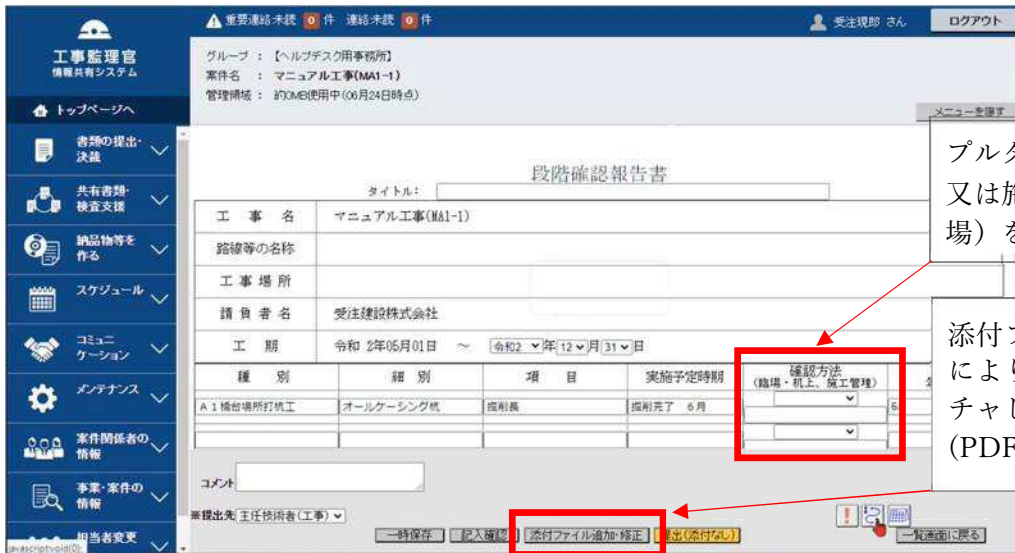 重要連絡未読 0 件 連絡未読 0 件
受注現郎 さん
ログアウト
工事監理官
情報共有システム
トップページへ
書類の提出・
決裁
共有書類・
検査支援
納品物等を
作る
スケジュール
コミュニ
ケーション
メンテナンス
案件関係者の
情報
事業・案件の
情報
担当者変更
javascript:void(0);
グループ : 【ヘルプデスク用事務所】
案件名 : マニュアル工事(MA1-1)
管理領域 : 約0MB使用中(06月24日時点)
メニューを隠す
段階確認報告書
タイトル:
工 事 名 マニュアル工事(MA1-1)
路線等の名称
工 事 場 所
請 負 者 名 受注建設株式会社
工 期 令和 2年05月01日 ～ 令和2 年 12 月 31 日
種 別 細 別 項 目 実施予定時期 確認方法
(臨場・机上、施工管理)
A1橋台場所打杭工 オールケーシング杭 掘削長 掘削完了 6月
コメント
※提出先 主任技術者(工事)
一時保存 記入確認 添付ファイル追加・修正 提出(添付なし) 一覧画面に戻る
プルダ
又は施
場）を
添付フ
により
チャし
(PDF